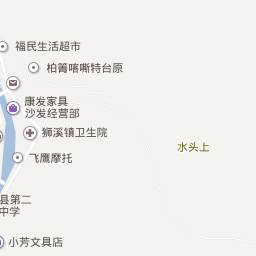 福民生活超市
柏箐喀嘶特台原
康发家具
沙发经营部
狮溪镇卫生院
水头上
飞鹰摩托
县第二
中学
小芳文具店